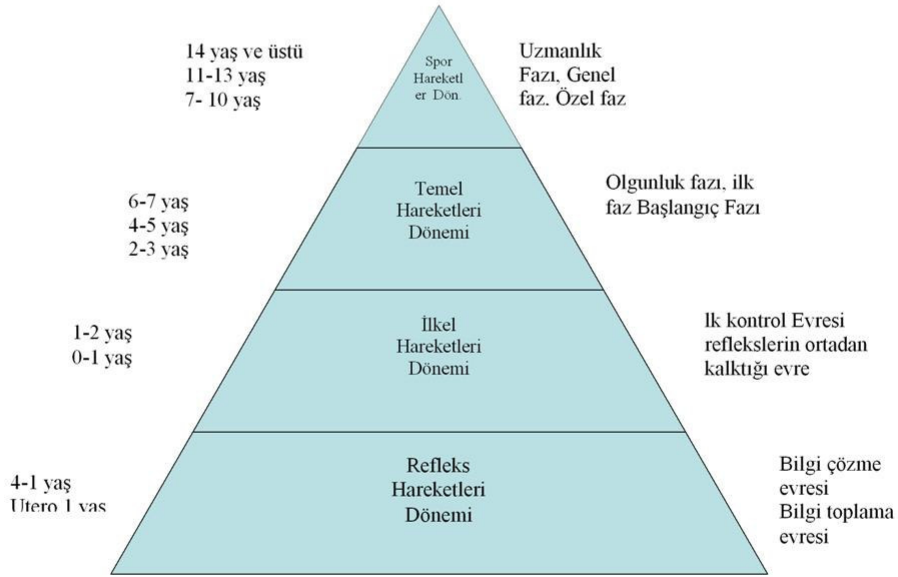 14 yaş ve üstü
11-13 yaş
7- 10 yaş
Spor
Hareketl
er Dön.
Uzmanlık
Fazı, Genel
faz. Özel faz
6-7 yaş
4-5 yaş
2-3 yaş
Temel
Hareketleri
Dönemi
Olgunluk fazı, ilk
faz Başlangıç Fazı
1-2 yaş
0-1 yaş
İlkel
Hareketleri
Dönemi
lk kontrol Evresi
reflekslerin ortadan
kalktığı evre
4-1 yaş
Utero 1 yaş
Refleks
Hareketleri
Dönemi
Bilgi çözme
evresi
Bilgi toplama
evresi